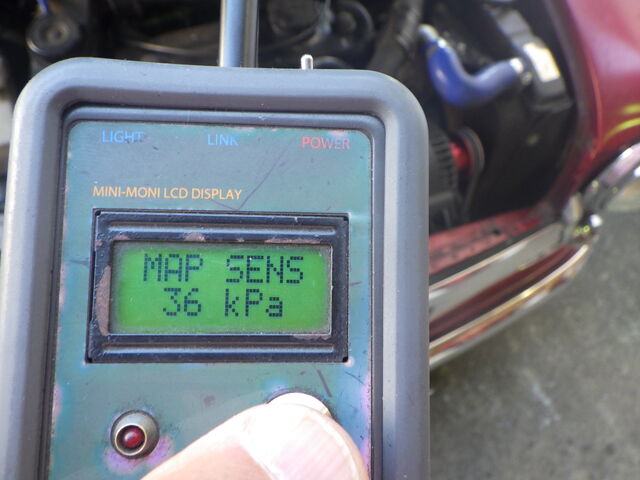 LIGHT LINK POWER
MINI-MONI LCD DISPLAY
MAP SENS
36 kPa